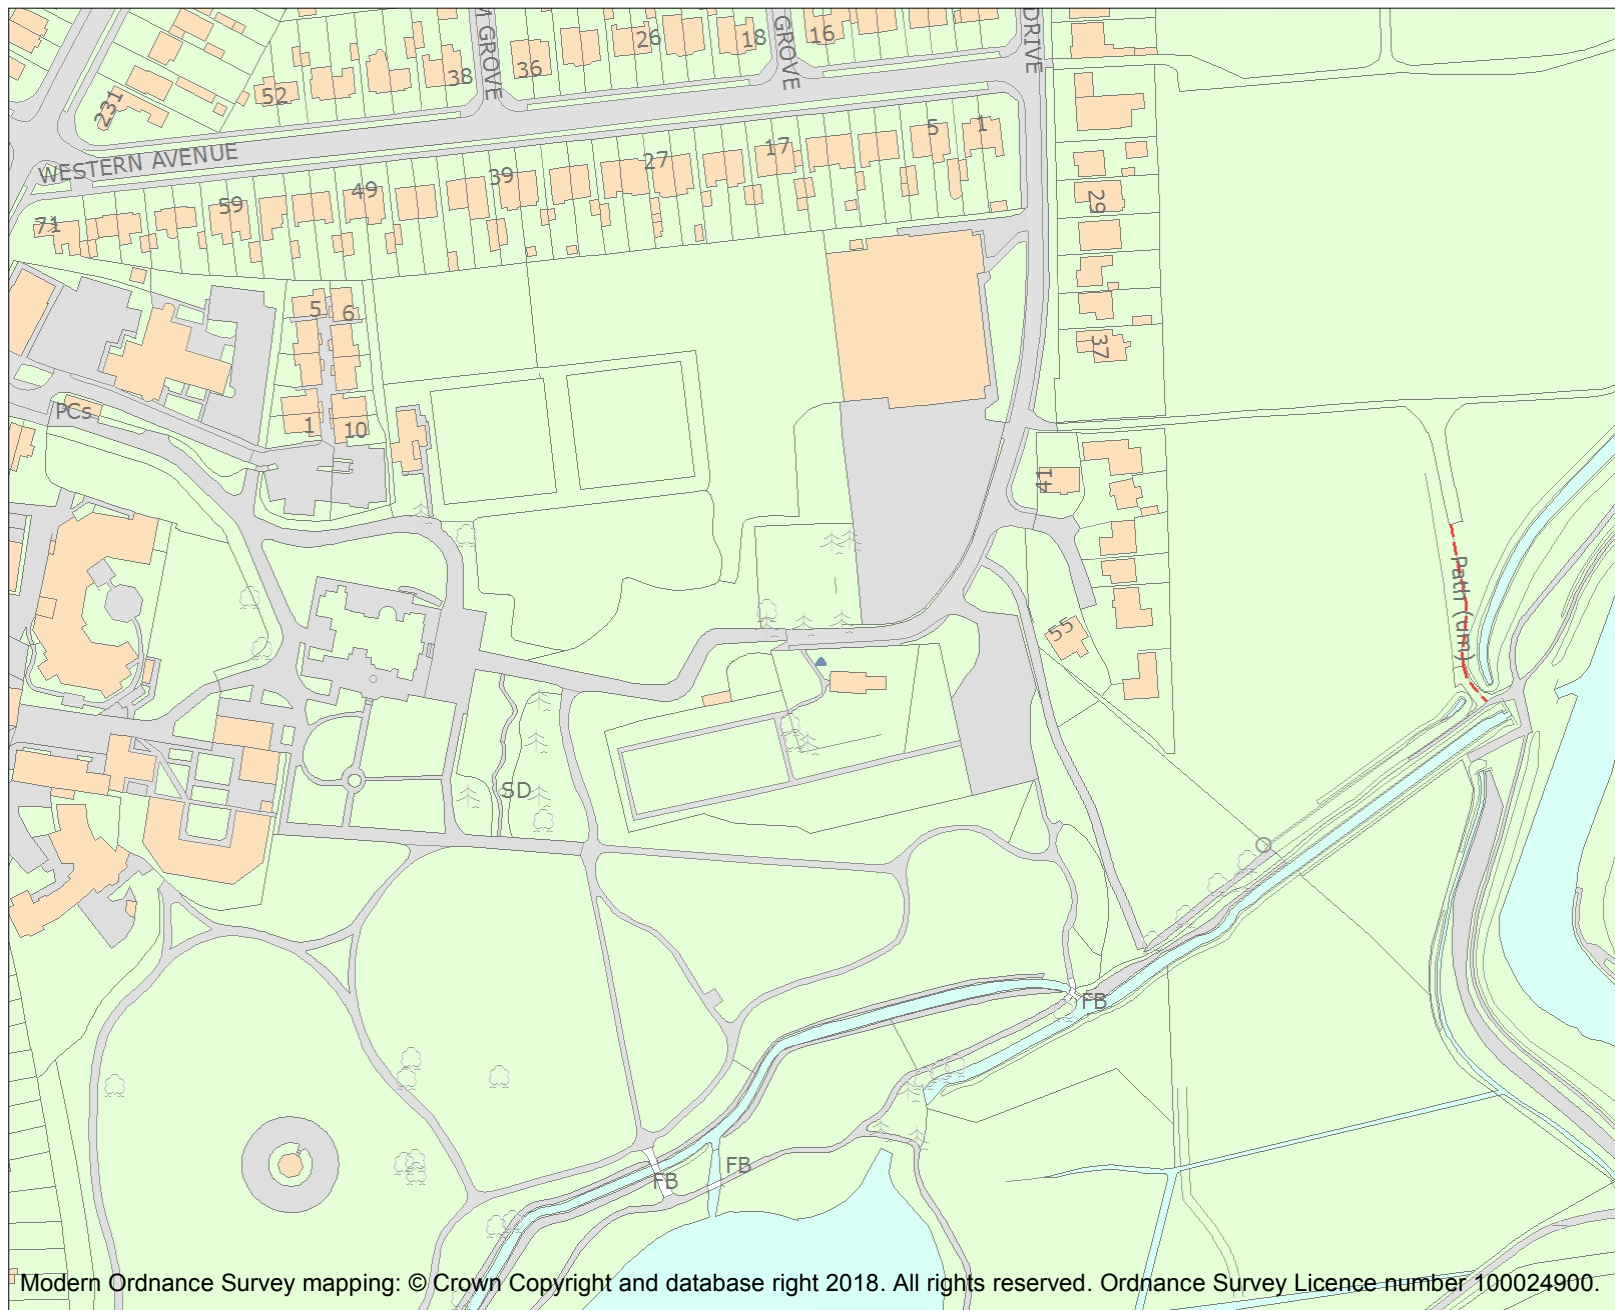 M GROVE
GROVE
DRIVE
26
18
16
38
36
52
231
WESTERN AVENUE
5
1
17
27
39
49
59
71
29
5
6
37
PCs
1
10
41
Path (um)
55
SD
FB
FB
FB
Modern Ordnance Survey mapping: © Crown Copyright and database right 2018. All rights reserved. Ordnance Survey Licence number 100024900.